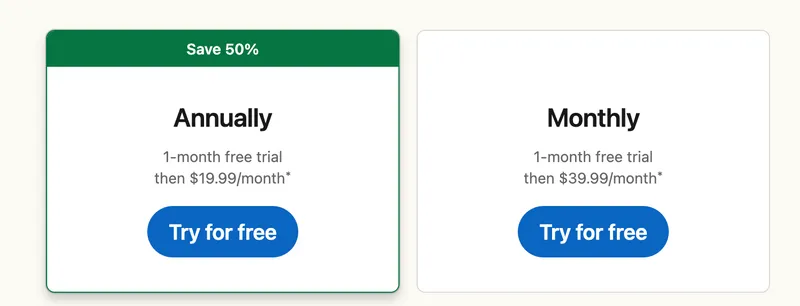 Save 50%
Annually
1-month free trial
then $19.99/month*
Try for free
Monthly
1-month free trial
then $39.99/month*
Try for free